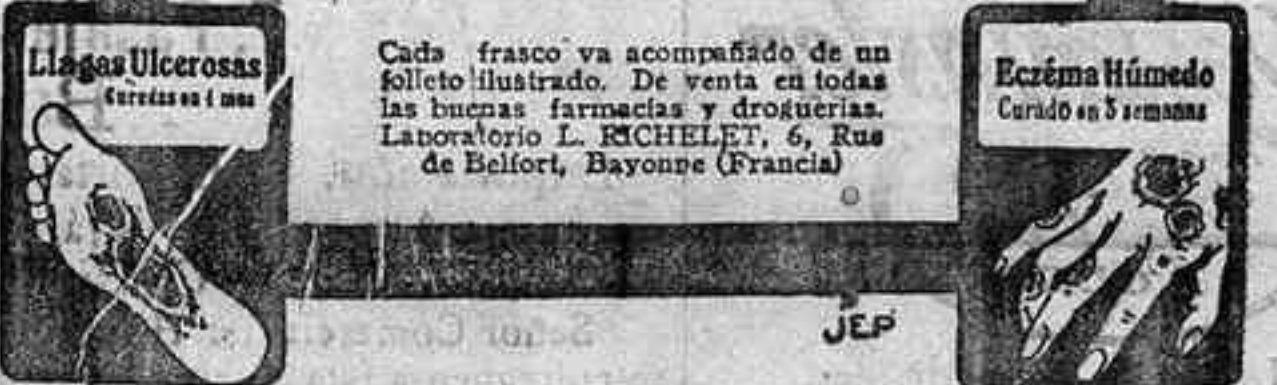 Llagas Ulcerosas
Curadas en 1 mes
Cada frasco va acompañado de un
folleto ilustrado. De venta en todas
las buenas farmacias y droguerias.
Laboratorio L. RICHELET, 6, Rue
de Belfort, Bayonne (Francia)
Eczéma Húmedo
Curado en 3 semanas
JEP